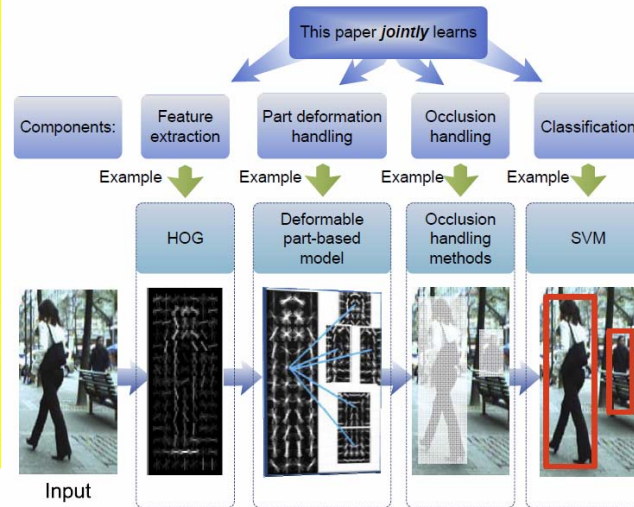 This paper jointly learns
Components:
Feature
extraction
Part deformation
handling
Occlusion
handling
Classification
Example
Example
Example
Example
HOG
Deformable
part-based
model
Occlusion
handling
methods
SVM
Input